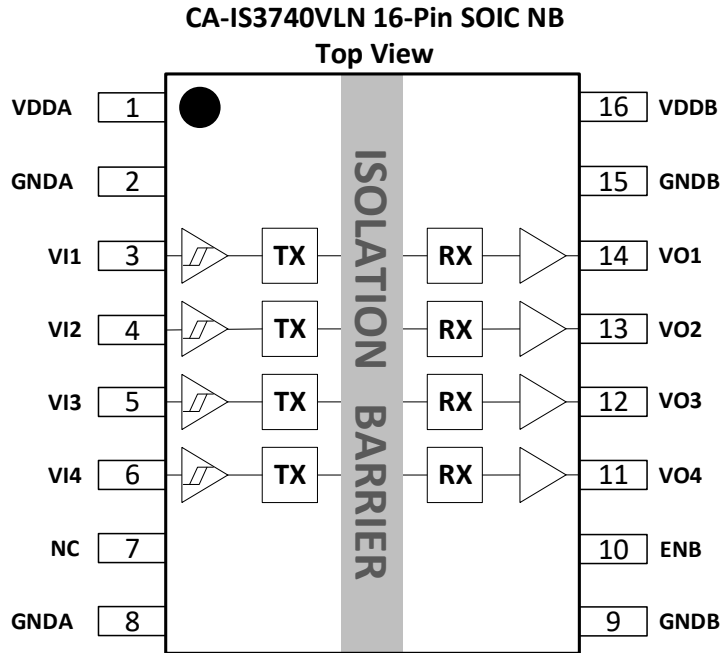 CA-IS3740VLN 16-Pin SOIC NB
Top View
VDDA 1 16 VDDB
GNDA 2 15 GNDB
VI1 3 TX RX 14 VO1
VI2 4 TX RX 13 VO2
VI3 5 TX RX 12 VO3
VI4 6 TX RX 11 VO4
NC 7 10 ENB
GNDA 8 9 GNDB
ISOLATION BARRIER